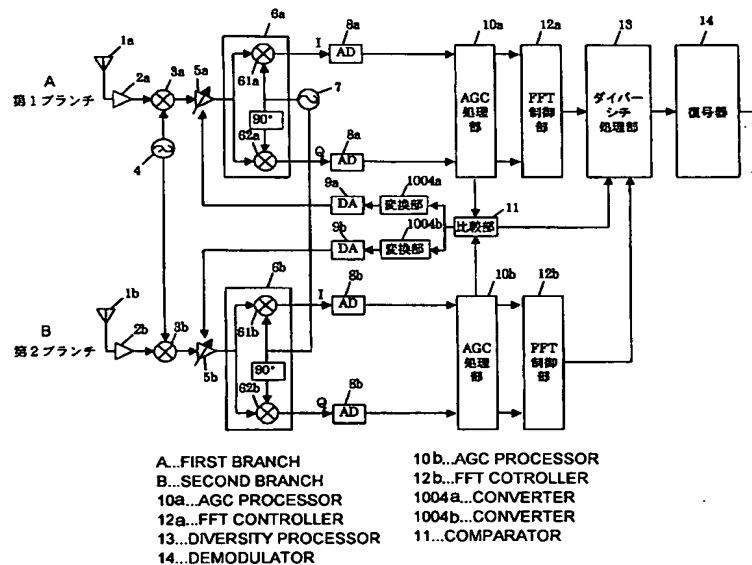 6a
8a
10a
12a
13
14
1a
2a
3a
5a
61a
I
AD
7
A
第1ブランチ
AGC
処理
部
FFT
制御
部
ダイバー
シチ
処理部
復号器
90°
62a
Q
8a
AD
4
9a
DA
1004a
変換部
11
比較部
9b
DA
1004b
変換部
6b
8b
10b
12b
1b
2b
3b
5b
61b
I
AD
B
第2ブランチ
AGC
処理
部
FFT
制御
部
90°
62b
Q
8b
AD
A...FIRST BRANCH
B...SECOND BRANCH
10a...AGC PROCESSOR
12a...FFT CONTROLLER
13...DIVERSITY PROCESSOR
14...DEMODULATOR
10b...AGC PROCESSOR
12b...FFT COTROLLER
1004a...CONVERTER
1004b...CONVERTER
11...COMPARATOR